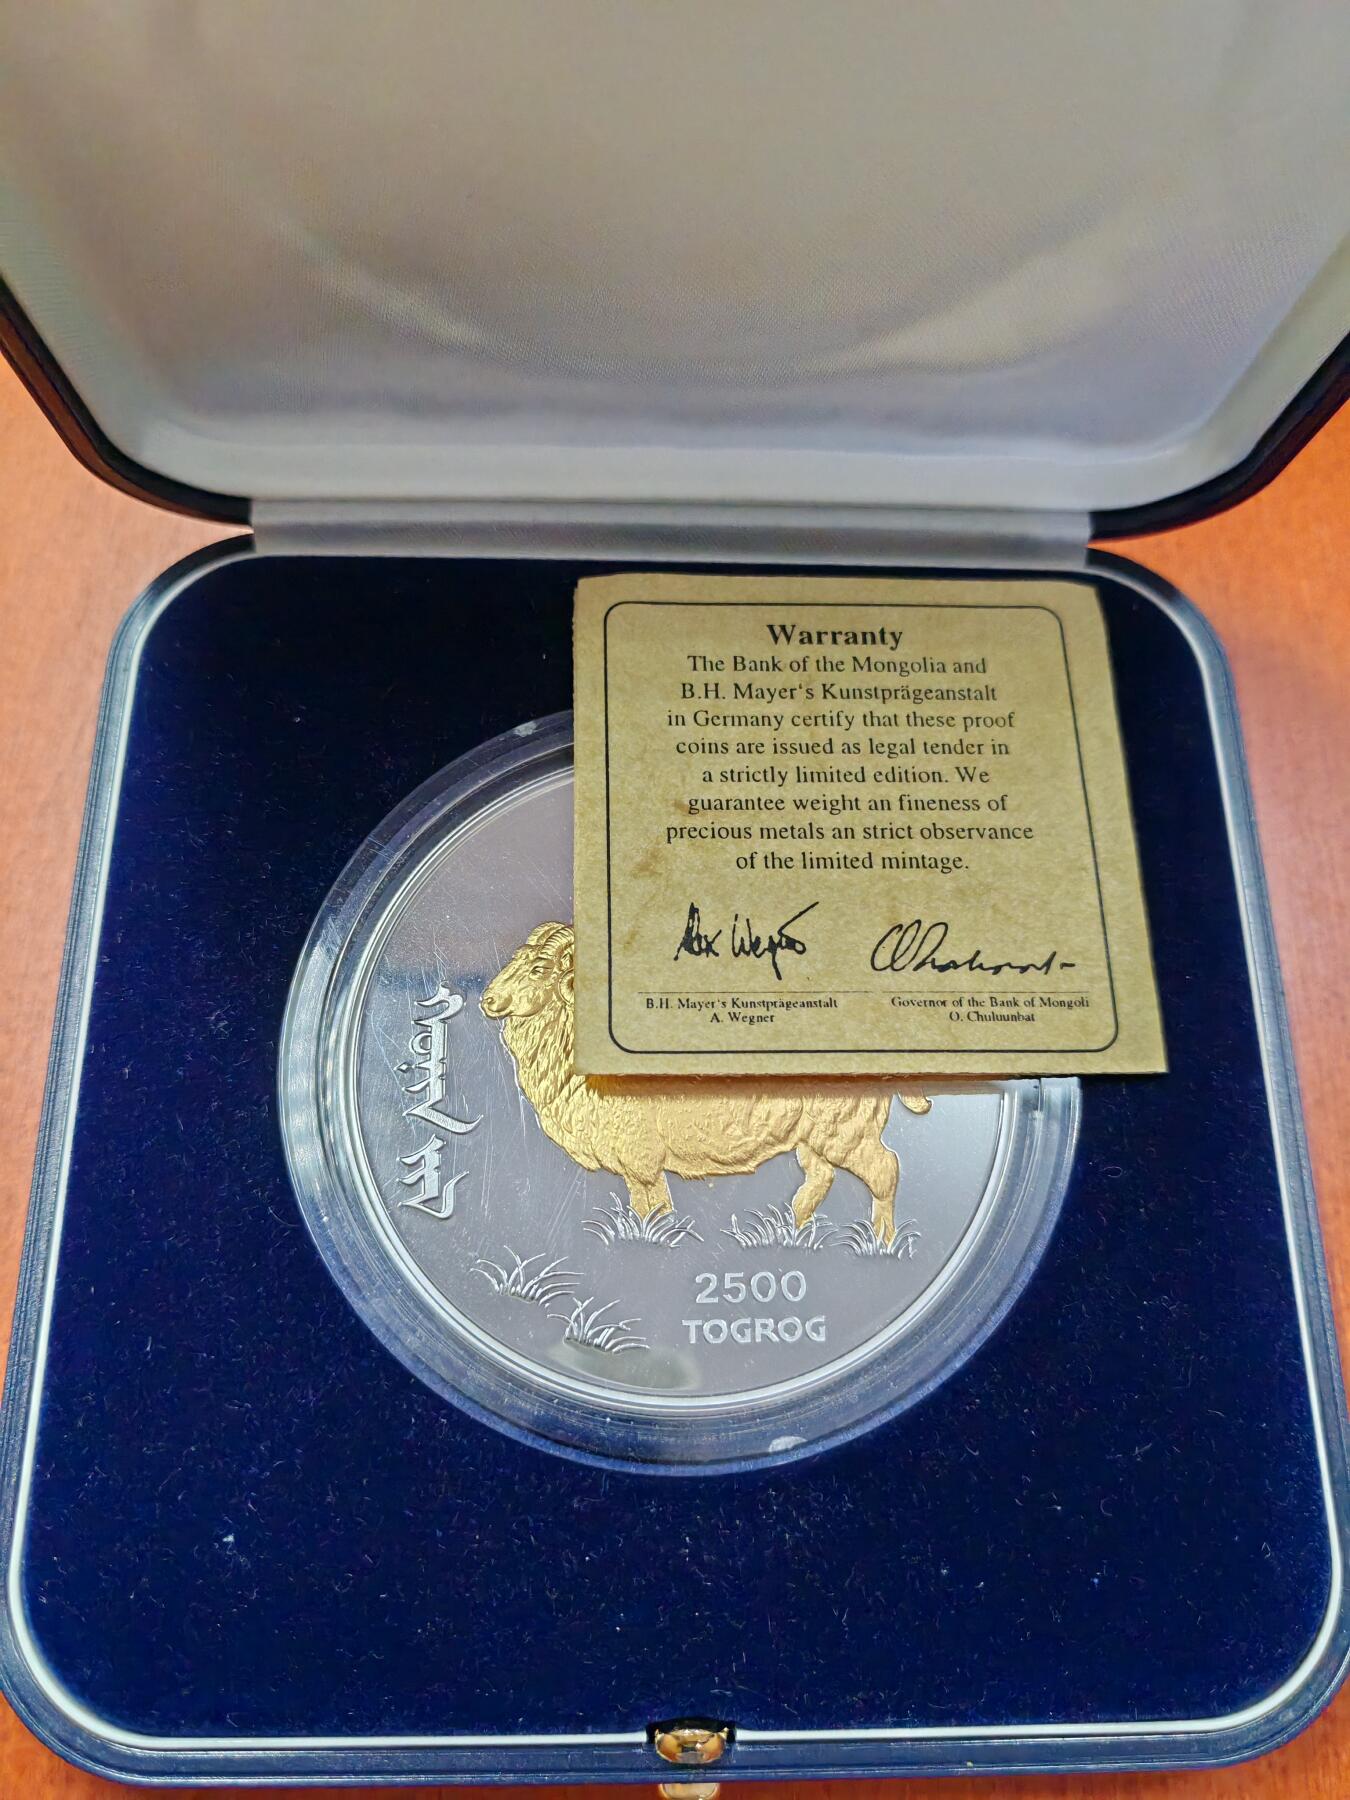 Warranty
The Bank of the Mongolia and
B.H. Mayer's Kunstprägeanstalt
in Germany certify that these proof
coins are issued as legal tender in
a strictly limited edition. We
guarantee weight an fineness of
precious metals an strict observance
of the limited mintage.
Alex Wegner
B.H. Mayer's Kunstprägeanstalt
A. Wegner
Governor of the Bank of Mongoli
O. Chuluunbat
2500
TOGROG